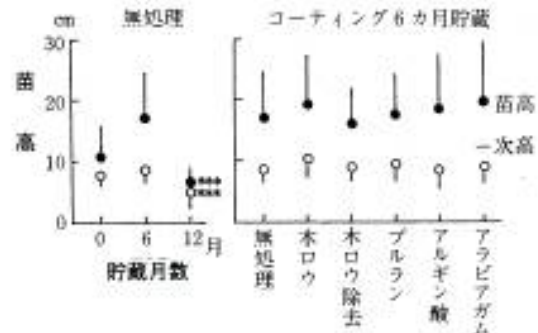 cm 無処理 コーティング6カ月貯蔵
30
苗 20
高 10
0
苗高
一次高
***
***
0 6 12月
貯蔵月数
無処理
木ロウ
木ロウ除去
プルラン
アルギン酸
アラビアガム